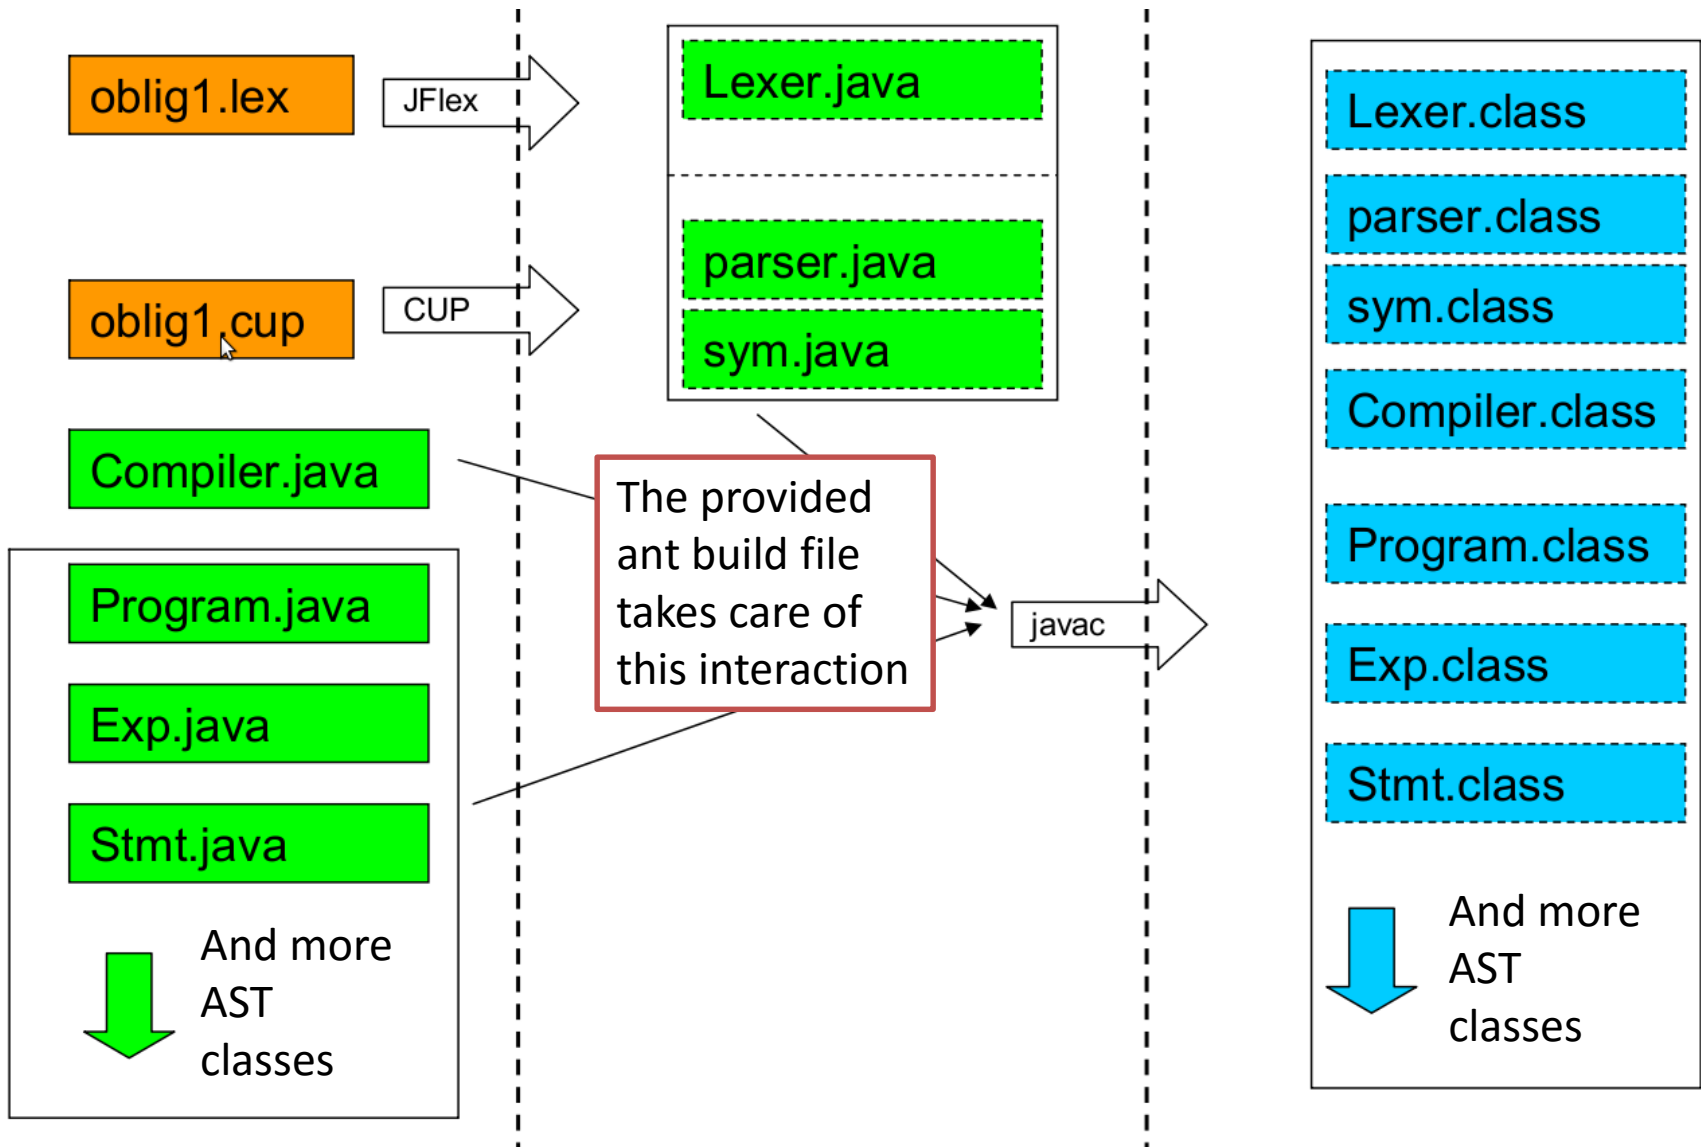 oblig1.lex
JFlex
oblig1.cup
CUP
Compiler.java
Program.java
Exp.java
Stmt.java
And more
AST
classes
Lexer.java
parser.java
sym.java
The provided
ant build file
takes care of
this interaction
javac
Lexer.class
parser.class
sym.class
Compiler.class
Program.class
Exp.class
Stmt.class
And more
AST
classes